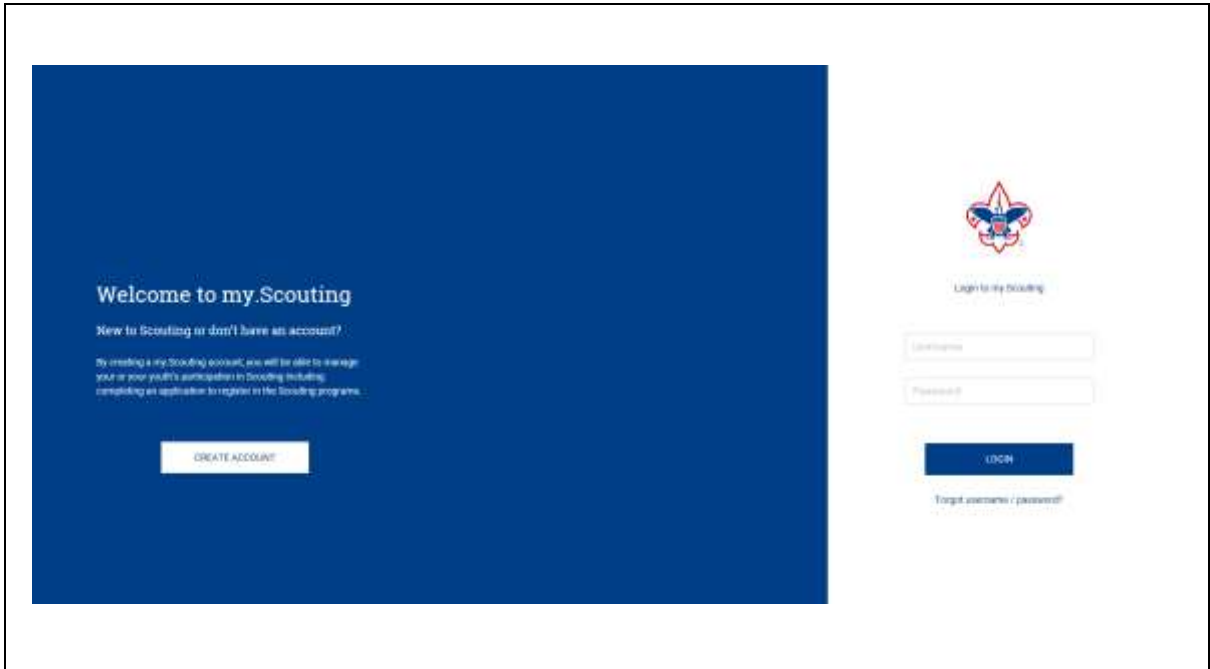 Welcome to my.Scouting
New to Scouting or don't have an account?
By creating a my.Scouting account, you will be able to manage
your or your youth's participation in Scouting including
completing an application to register in the Scouting programs.
CREATE ACCOUNT
Login to my.Scouting
Username
Password
LOGIN
Forgot username / password?